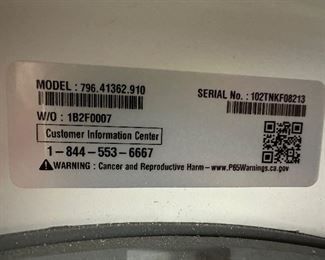 MODEL : 796.41362.910
SERIAL No. : 102TNKF08213
W/O : 1B2F0007
Customer Information Center
1-844-553-6667
WARNING : Cancer and Reproductive Harm – www.P65Warnings.ca.gov